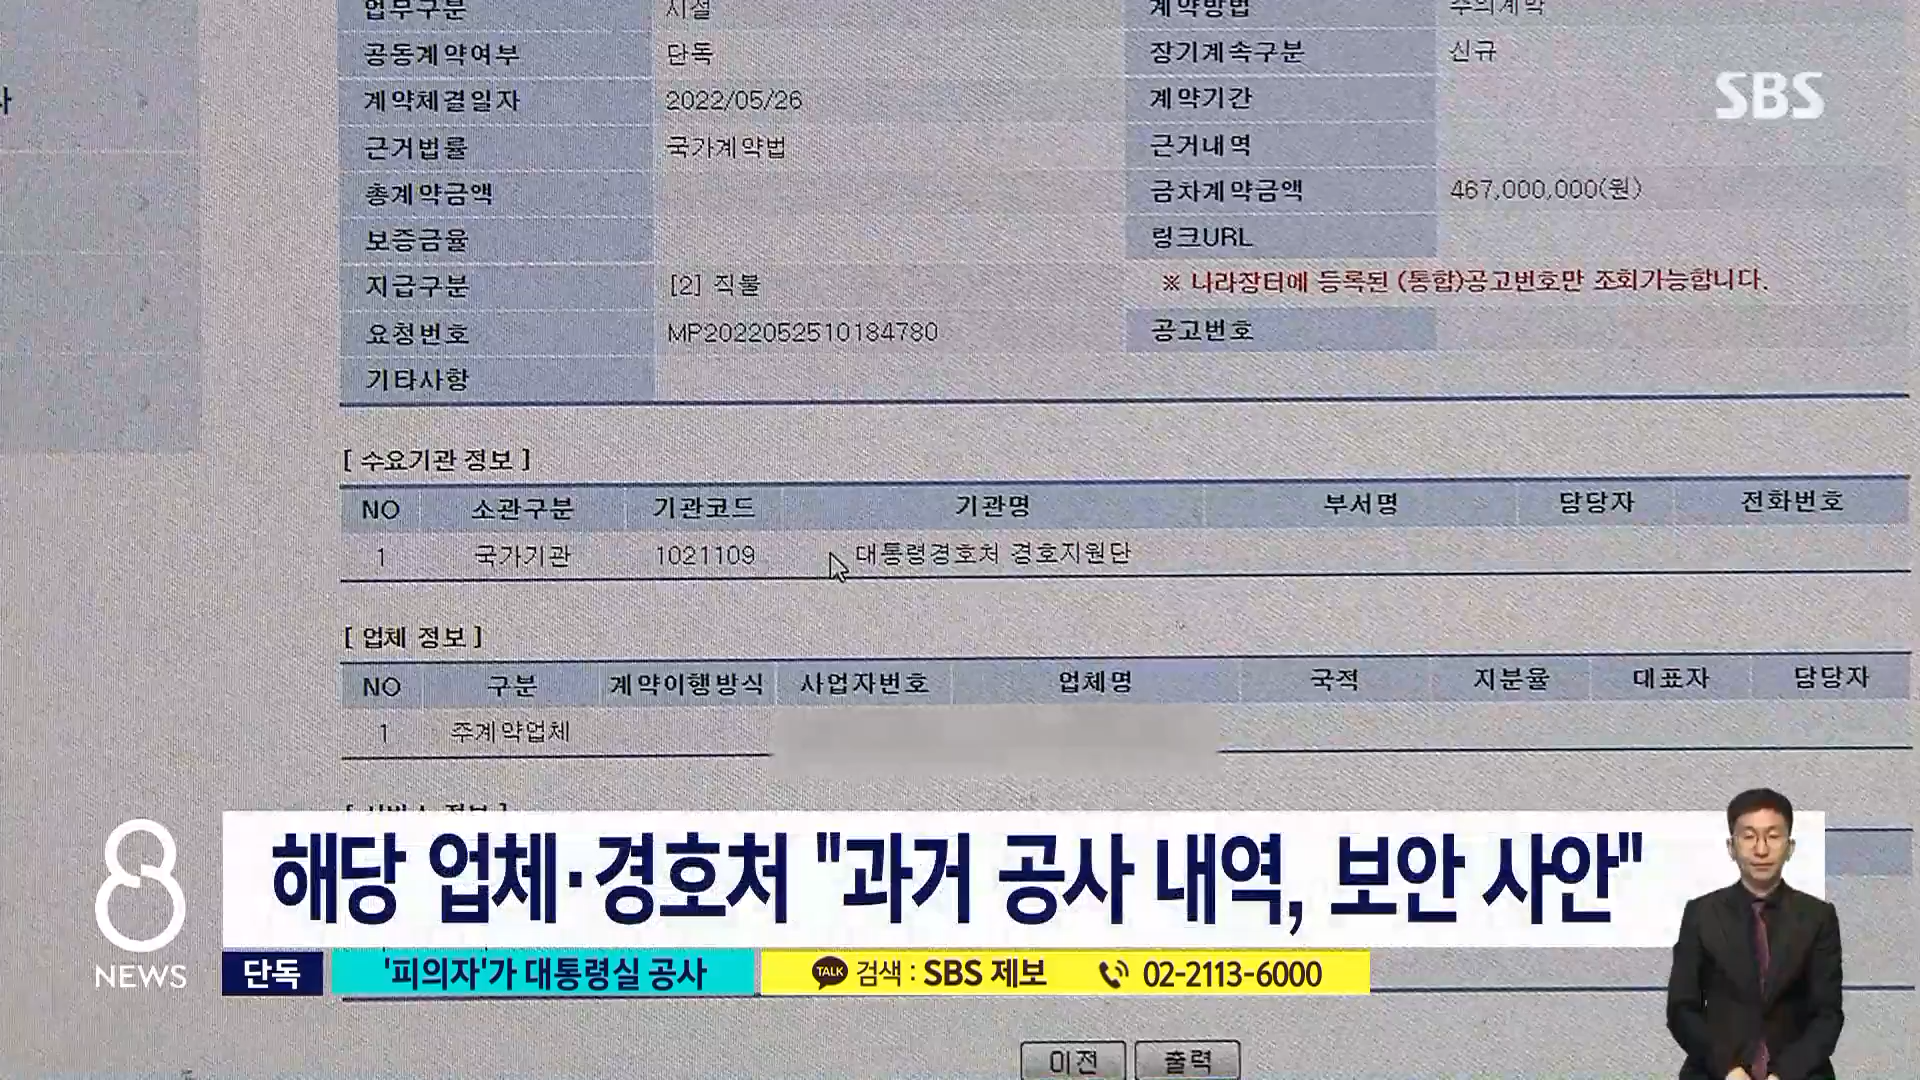 업무구분 시설 계약방법 수의계약
공동계약여부 단독 장기계속구분 신규
계약체결일자 2022/05/26 계약기간
근거법률 국가계약법 근거내역
총계약금액 금차계약금액 467,000,000(원)
보증금율 링크URL
지급구분 [2] 직불 ※ 나라장터에 등록된 (통합)공고번호만 조회가능합니다.
요청번호 MP2022052510184780 공고번호
기타사항
SBS
[ 수요기관 정보 ]
NO 소관구분 기관코드 기관명 부서명 담당자 전화번호
1 국가기관 1021109 대통령경호처 경호지원단
[ 업체 정보 ]
NO 구분 계약이행방식 사업자번호 업체명 국적 지분율 대표자 담당자
1 주계약업체
8 NEWS
해당 업체·경호처 "과거 공사 내역, 보안 사안"
단독 '피의자'가 대통령실 공사 TALK 검색 : SBS 제보 02-2113-6000
이전 출력